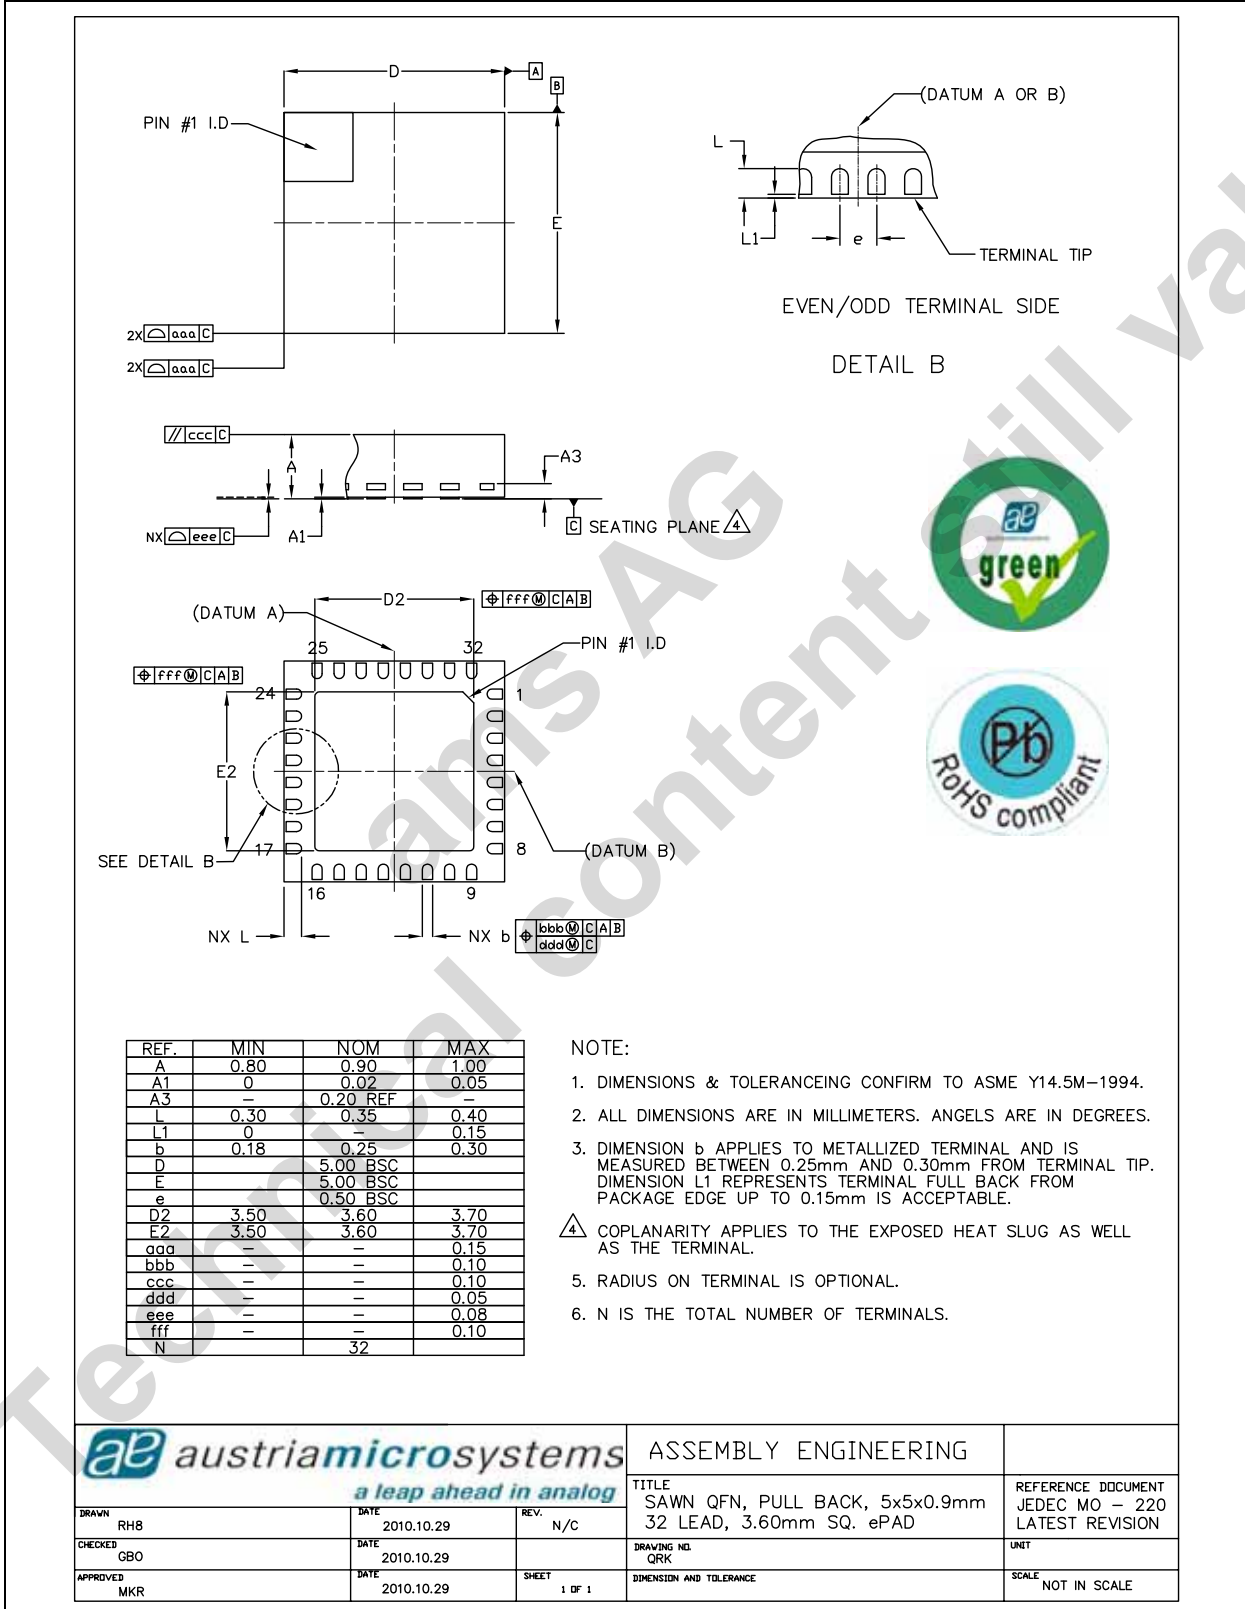 D
A
B
PIN #1 I.D
E
2X aaa C
2X aaa C
(DATUM A OR B)
L
L1
e
TERMINAL TIP
EVEN/ODD TERMINAL SIDE
DETAIL B
// ccc C
A
A3
NX eee C
A1
C SEATING PLANE 4
ae
austriamicrosystems
green
(DATUM A)
D2
fff M C A B
25
32
PIN #1 I.D
fff M C A B
24
1
E2
SEE DETAIL B
17
8
(DATUM B)
16
9
NX L
NX b
bbb M C A B
ddd M C
Pb
RoHS compliant
REF. MIN NOM MAX
A 0.80 0.90 1.00
A1 0 0.02 0.05
A3 – 0.20 REF –
L 0.30 0.35 0.40
L1 0 – 0.15
b 0.18 0.25 0.30
D 5.00 BSC
E 5.00 BSC
e 0.50 BSC
D2 3.50 3.60 3.70
E2 3.50 3.60 3.70
aaa – – 0.15
bbb – – 0.10
ccc – – 0.10
ddd – – 0.05
eee – – 0.08
fff – – 0.10
N 32
NOTE:
1. DIMENSIONS & TOLERANCEING CONFIRM TO ASME Y14.5M–1994.
2. ALL DIMENSIONS ARE IN MILLIMETERS. ANGELS ARE IN DEGREES.
3. DIMENSION b APPLIES TO METALLIZED TERMINAL AND IS
MEASURED BETWEEN 0.25mm AND 0.30mm FROM TERMINAL TIP.
DIMENSION L1 REPRESENTS TERMINAL FULL BACK FROM
PACKAGE EDGE UP TO 0.15mm IS ACCEPTABLE.
4 COPLANARITY APPLIES TO THE EXPOSED HEAT SLUG AS WELL
AS THE TERMINAL.
5. RADIUS ON TERMINAL IS OPTIONAL.
6. N IS THE TOTAL NUMBER OF TERMINALS.
ams AG
Technical content still val
ae austriamicrosystems
a leap ahead in analog
ASSEMBLY ENGINEERING
TITLE
SAWN QFN, PULL BACK, 5x5x0.9mm
32 LEAD, 3.60mm SQ. ePAD
REFERENCE DOCUMENT
JEDEC MO – 220
LATEST REVISION
DRAWN
RH8
DATE
2010.10.29
REV.
N/C
CHECKED
GBO
DATE
2010.10.29
DRAWING NO.
QRK
UNIT
APPROVED
MKR
DATE
2010.10.29
SHEET
1 OF 1
DIMENSION AND TOLERANCE
SCALE
NOT IN SCALE